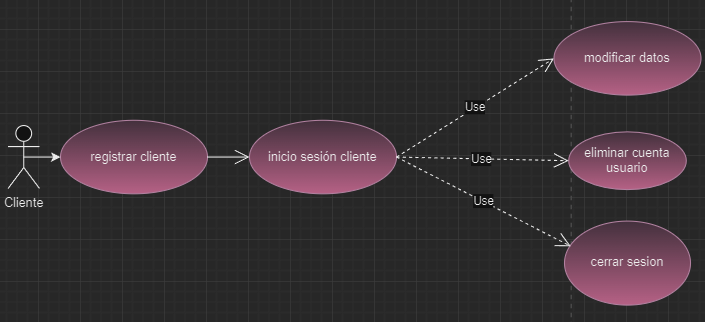 Cliente
registrar cliente
inicio sesión cliente
Use
Use
Use
modificar datos
eliminar cuenta
usuario
cerrar sesion